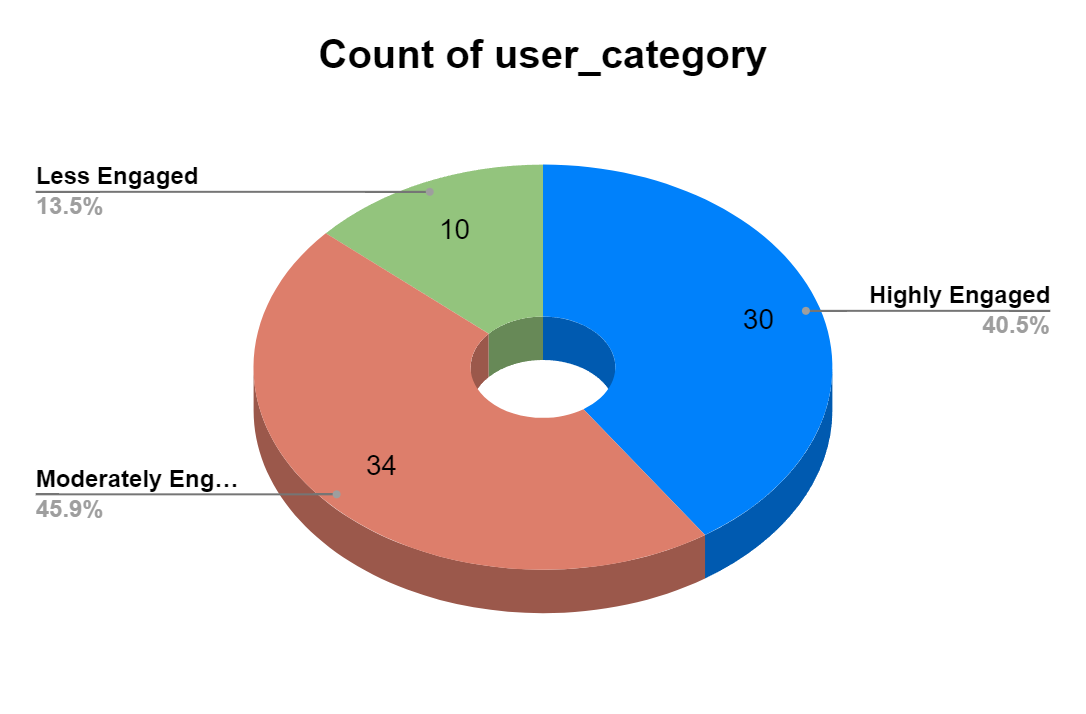 Count of user_category
Less Engaged
13.5%
10
Highly Engaged
40.5%
30
34
Moderately Eng…
45.9%